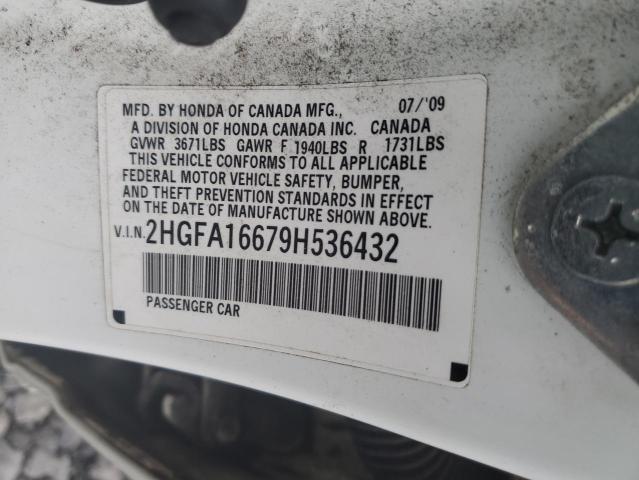 MFD. BY HONDA OF CANADA MFG., 07/'09
A DIVISION OF HONDA CANADA INC. CANADA
GVWR 3671LBS GAWR F 1940LBS R 1731LBS
THIS VEHICLE CONFORMS TO ALL APPLICABLE
FEDERAL MOTOR VEHICLE SAFETY, BUMPER,
AND THEFT PREVENTION STANDARDS IN EFFECT
ON THE DATE OF MANUFACTURE SHOWN ABOVE.
V.I.N. 2HGFA16679H536432
PASSENGER CAR